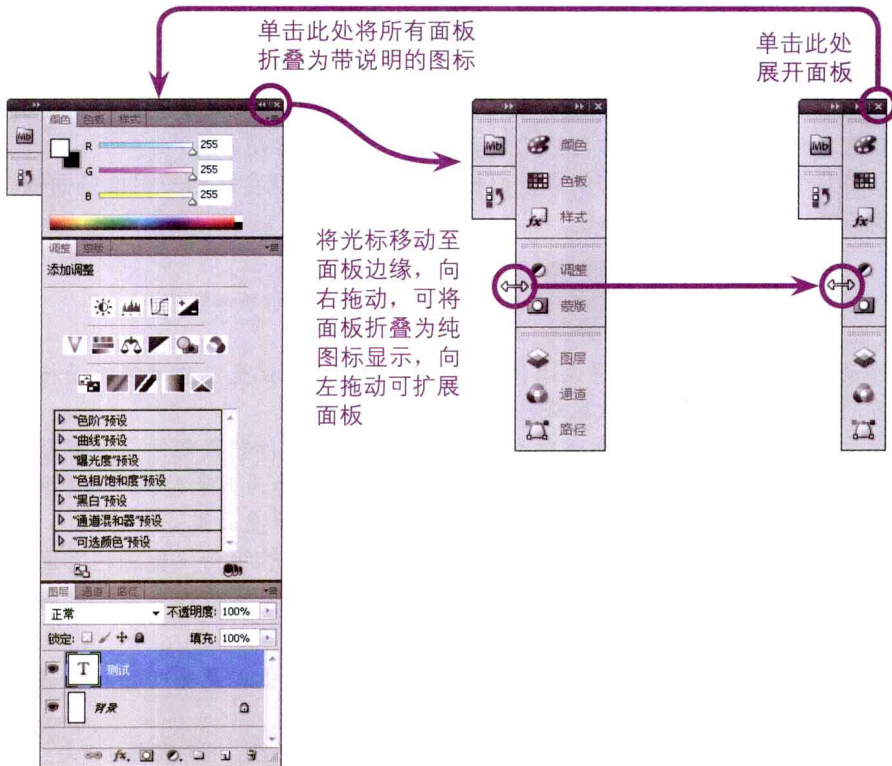 单击此处将所有面板
折叠为带说明的图标
单击此处
展开面板
颜色 色板 样式
Mb
R 255
G 255
B 255
调整 蒙版
添加调整
"色阶"预设
"曲线"预设
"曝光度"预设
"色相/饱和度"预设
"黑白"预设
"通道混和器"预设
"可选颜色"预设
图层 通道 路径
正常 不透明度: 100%
锁定: 填充: 100%
T 测试
背景
fx.
将光标移动至
面板边缘，向
右拖动，可将
面板折叠为纯
图标显示，向
左拖动可扩展
面板
Mb
颜色
色板
fx 样式
调整
蒙版
图层
通道
路径
Mb
fx